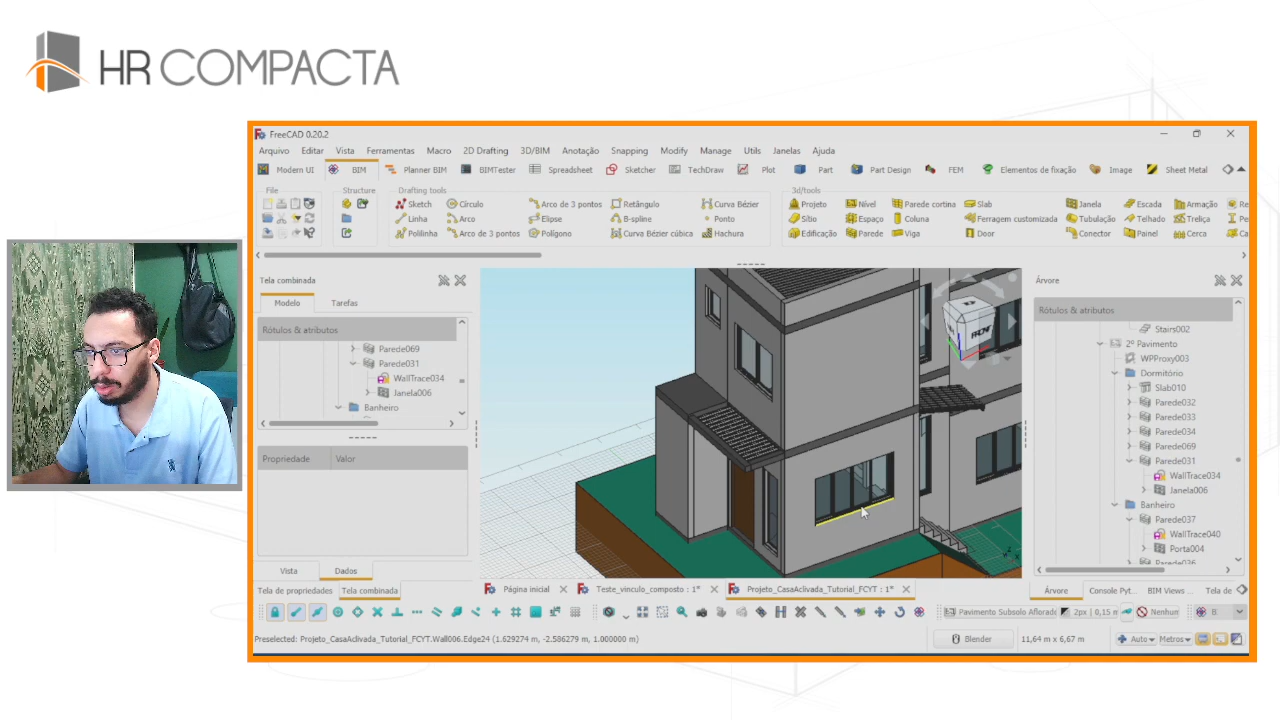 HR COMPACTA
FreeCAD 0.20.2
Arquivo Editar Vista Ferramentas Macro 2D Drafting 3D/BIM Anotação Snapping Modify Manage Utils Janelas Ajuda
Modern UI BIM Planner BIM BIMTester Spreadsheet Sketcher TechDraw Plot Part Part Design FEM Elementos de fixação Image Sheet Metal
File Structure Drafting tools 3d/tools
Sketch Círculo Arco de 3 pontos Retângulo Curva Bézier Projeto Nível Parede cortina Slab Janela Escada Armação Re
Linha Arco Elipse B-spline Ponto Sítio Espaço Coluna Ferragem customizada Tubulação Telhado Treliça Pe
Polilinha Arco de 3 pontos Polígono Curva Bézier cúbica Hachura Edificação Parede Viga Door Conector Painel Cerca Ca
Tela combinada
Modelo Tarefas
Rótulos & atributos
Parede069
Parede031
WallTrace034
Janela006
Banheiro
Propriedade Valor
Vista Dados
Tela de propriedades Tela combinada
FRONT
Árvore
Rótulos & atributos
Stairs002
2º Pavimento
WPProxy003
Dormitório
Slab010
Parede032
Parede033
Parede034
Parede069
Parede031
WallTrace034
Janela006
Banheiro
Parede037
WallTrace040
Porta004
Parede036
Página inicial Teste_vinculo_composto : 1* Projeto_CasaAclivada_Tutorial_FCYT : 1*
Árvore Console Pyt... BIM Views ... Tela de
Pavimento Subsolo Aflorado 2px | 0,15 m Nenhum B
Preselected: Projeto_CasaAclivada_Tutorial_FCYT.Wall006.Edge24 (1.629274 m, -2.586279 m, 1.000000 m)
Blender 11,64 m x 6,67 m Auto Metros